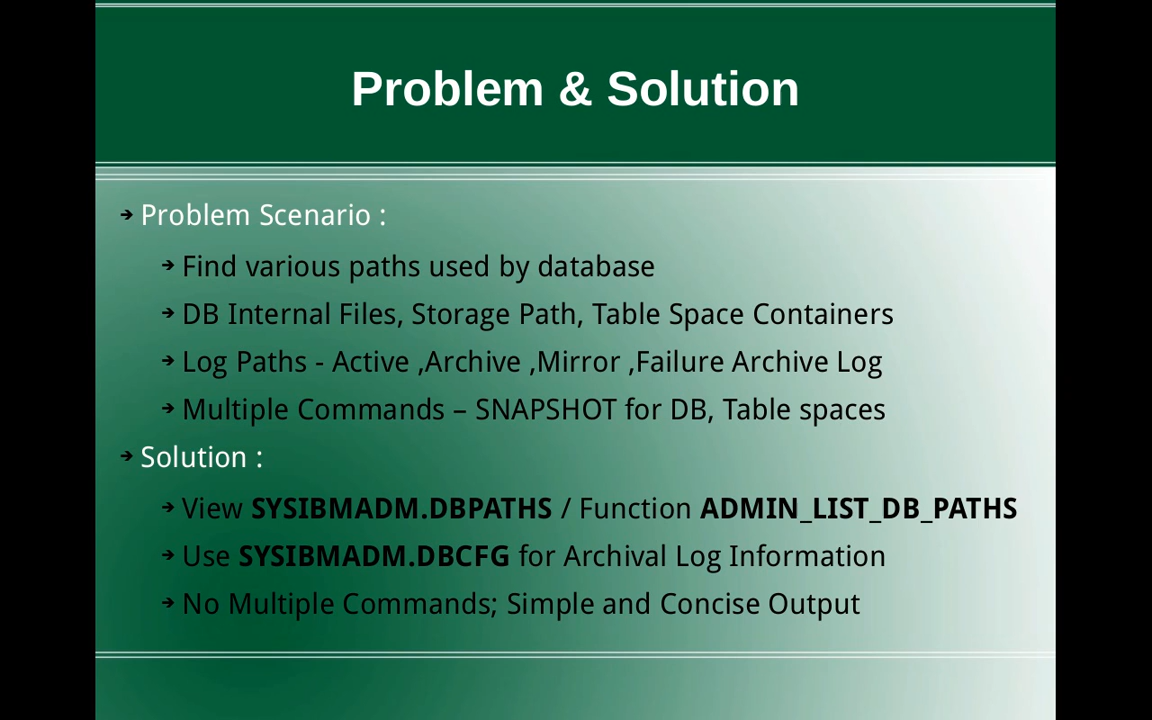 Problem & Solution
➔ Problem Scenario :
➔ Find various paths used by database
➔ DB Internal Files, Storage Path, Table Space Containers
➔ Log Paths - Active ,Archive ,Mirror ,Failure Archive Log
➔ Multiple Commands – SNAPSHOT for DB, Table spaces
➔ Solution :
➔ View SYSIBMADM.DBPATHS / Function ADMIN_LIST_DB_PATHS
➔ Use SYSIBMADM.DBCFG for Archival Log Information
➔ No Multiple Commands; Simple and Concise Output